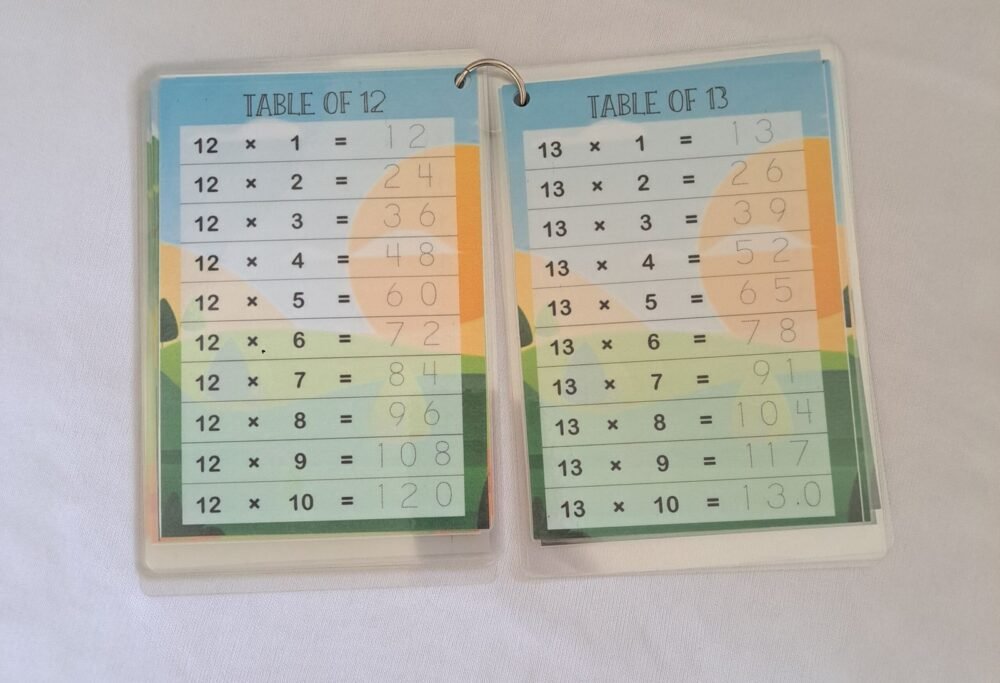 TABLE OF 12
12 × 1 = 12
12 × 2 = 24
12 × 3 = 36
12 × 4 = 48
12 × 5 = 60
12 × 6 = 72
12 × 7 = 84
12 × 8 = 96
12 × 9 = 108
12 × 10 = 120
TABLE OF 13
13 × 1 = 13
13 × 2 = 26
13 × 3 = 39
13 × 4 = 52
13 × 5 = 65
13 × 6 = 78
13 × 7 = 91
13 × 8 = 104
13 × 9 = 117
13 × 10 = 13.0